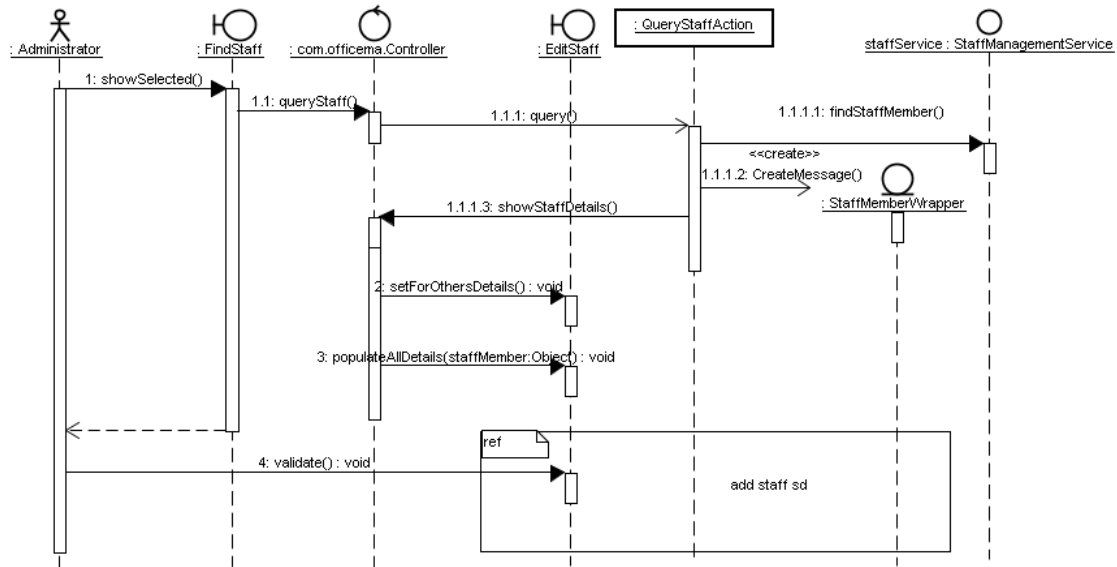 : Administrator
: FindStaff
: com.officema.Controller
: EditStaff
: QueryStaffAction
staffService : StaffManagementService
1: showSelected()
1.1: queryStaff()
1.1.1: query()
1.1.1.1: findStaffMember()
<<create>>
1.1.1.2: CreateMessage()
: StaffMemberWrapper
1.1.1.3: showStaffDetails()
2: setForOthersDetails() : void
3: populateAllDetails(staffMember:Object) : void
ref
4: validate() : void
add staff sd